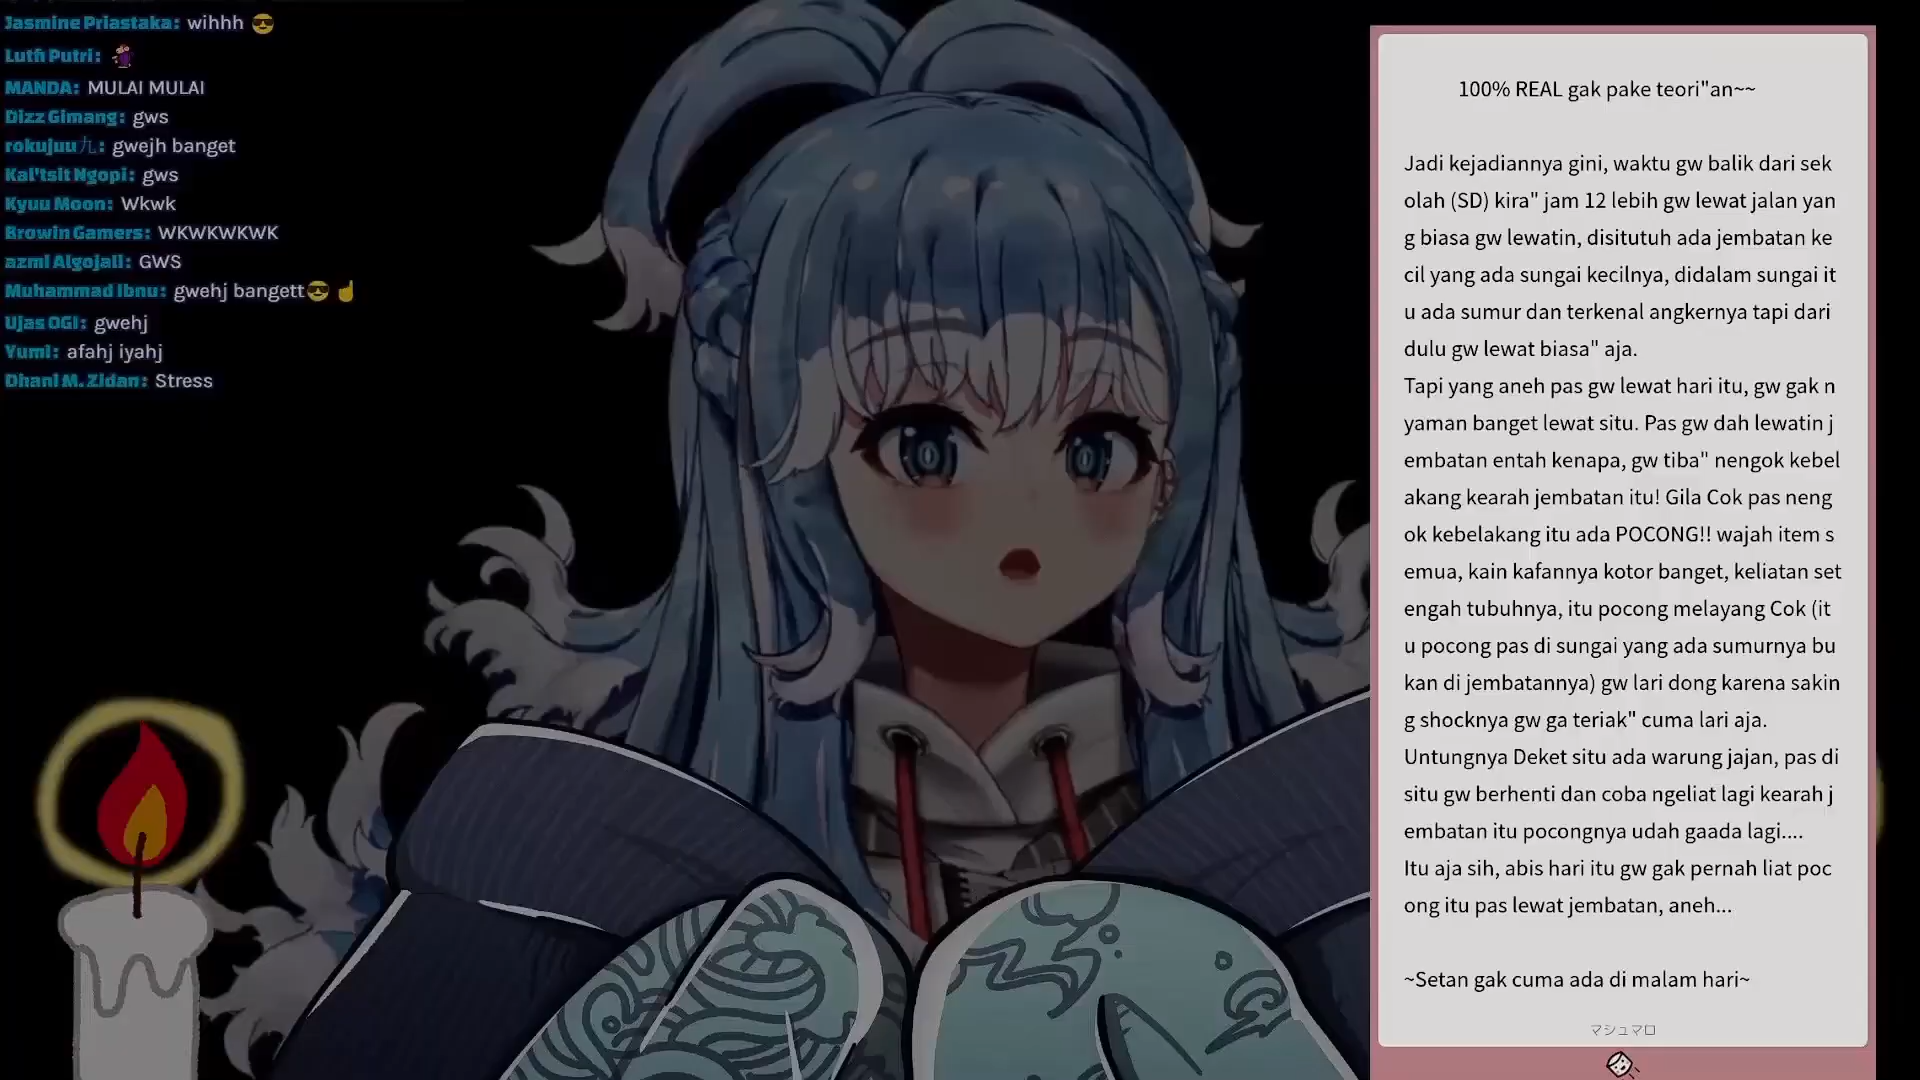 Jasmine Priastaka: wihhh 😎
Lutfi Putri:
MANDA: MULAI MULAI
Dizz Gimang: gws
rokujuu九: gwejh banget
Kal'tsit Ngopi: gws
Kyuu Moon: Wkwk
Browin Gamers: WKWKWKWK
azmi Algojali: GWS
Muhammad Ibnu: gwehj bangett😎☝
Ujas OGI: gwehj
Yumi: afahj iyahj
Dhani M. Zidan: Stress
100% REAL gak pake teori"an~~
Jadi kejadiannya gini, waktu gw balik dari sek
olah (SD) kira" jam 12 lebih gw lewat jalan yan
g biasa gw lewatin, disitutuh ada jembatan ke
cil yang ada sungai kecilnya, didalam sungai it
u ada sumur dan terkenal angkernya tapi dari
dulu gw lewat biasa" aja.
Tapi yang aneh pas gw lewat hari itu, gw gak n
yaman banget lewat situ. Pas gw dah lewatin j
embatan entah kenapa, gw tiba" nengok kebel
akang kearah jembatan itu! Gila Cok pas neng
ok kebelakang itu ada POCONG!! wajah item s
emua, kain kafannya kotor banget, keliatan set
engah tubuhnya, itu pocong melayang Cok (it
u pocong pas di sungai yang ada sumurnya bu
kan di jembatannya) gw lari dong karena sakin
g shocknya gw ga teriak" cuma lari aja.
Untungnya Deket situ ada warung jajan, pas di
situ gw berhenti dan coba ngeliat lagi kearah j
embatan itu pocongnya udah gaada lagi....
Itu aja sih, abis hari itu gw gak pernah liat poc
ong itu pas lewat jembatan, aneh...
~Setan gak cuma ada di malam hari~
マシュマロ